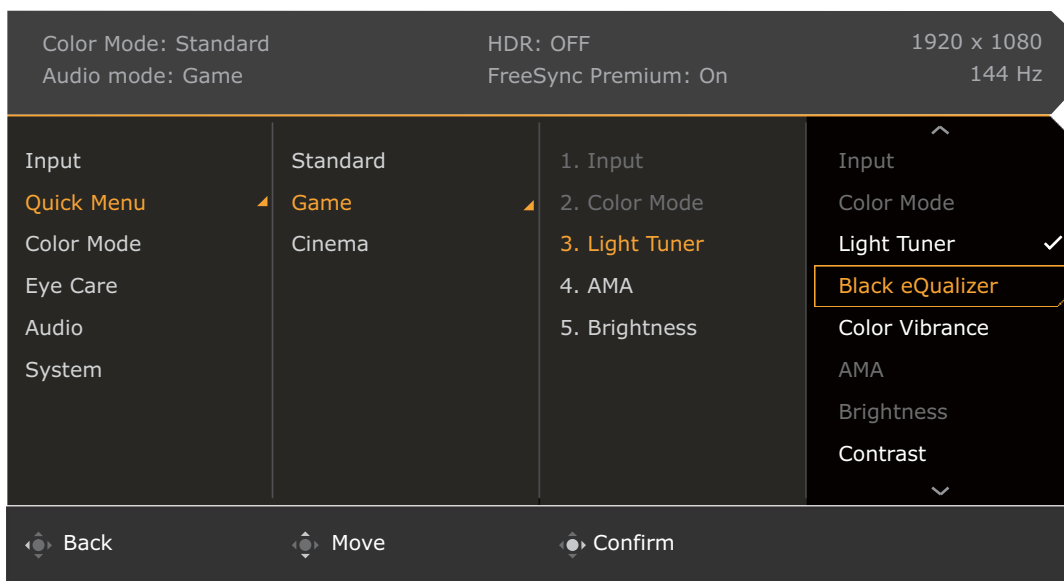 Color Mode: Standard
HDR: OFF
1920 x 1080
Audio mode: Game
FreeSync Premium: On
144 Hz
Input
Quick Menu
Color Mode
Eye Care
Audio
System
Standard
Game
Cinema
1. Input
2. Color Mode
3. Light Tuner
4. AMA
5. Brightness
Input
Color Mode
Light Tuner
Black eQualizer
Color Vibrance
AMA
Brightness
Contrast
Back
Move
Confirm